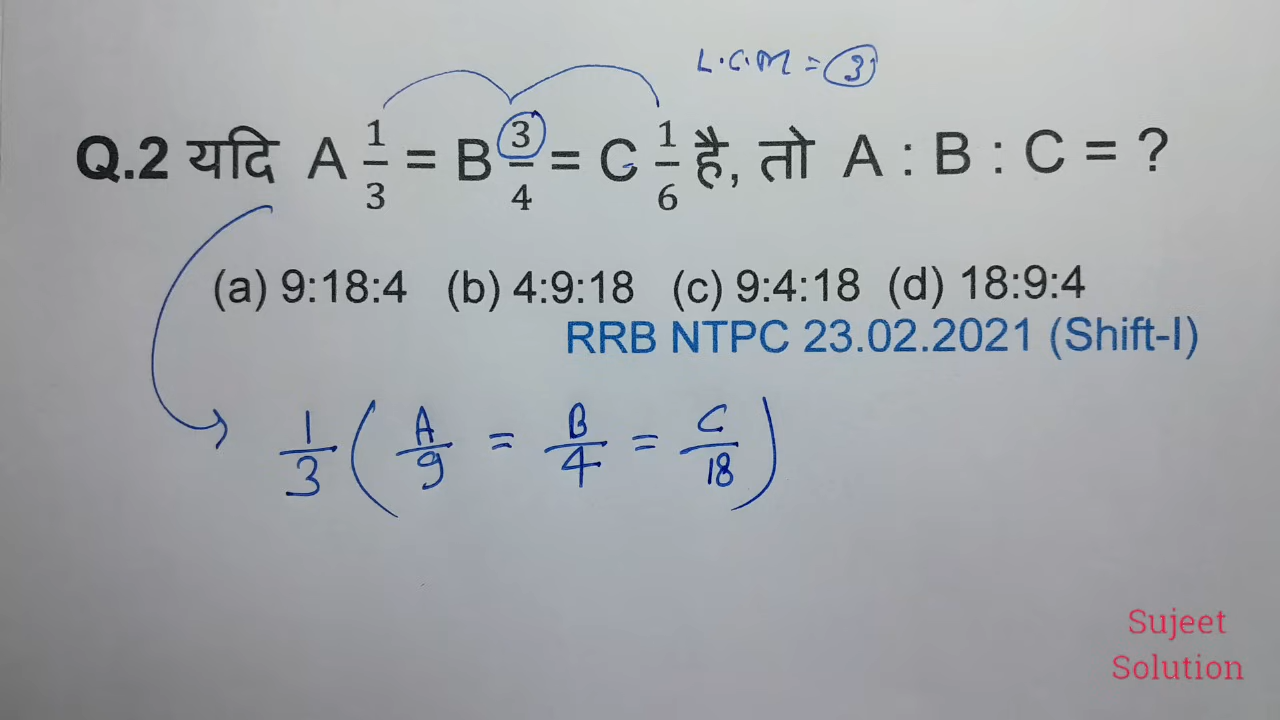 L.C.M = 3
Q.2 यदि A 1/3 = B 3/4 = C 1/6 है, तो A : B : C = ?
(a) 9:18:4 (b) 4:9:18 (c) 9:4:18 (d) 18:9:4
RRB NTPC 23.02.2021 (Shift-I)
1/3 ( A/9 = B/4 = C/18 )
Sujeet
Solution